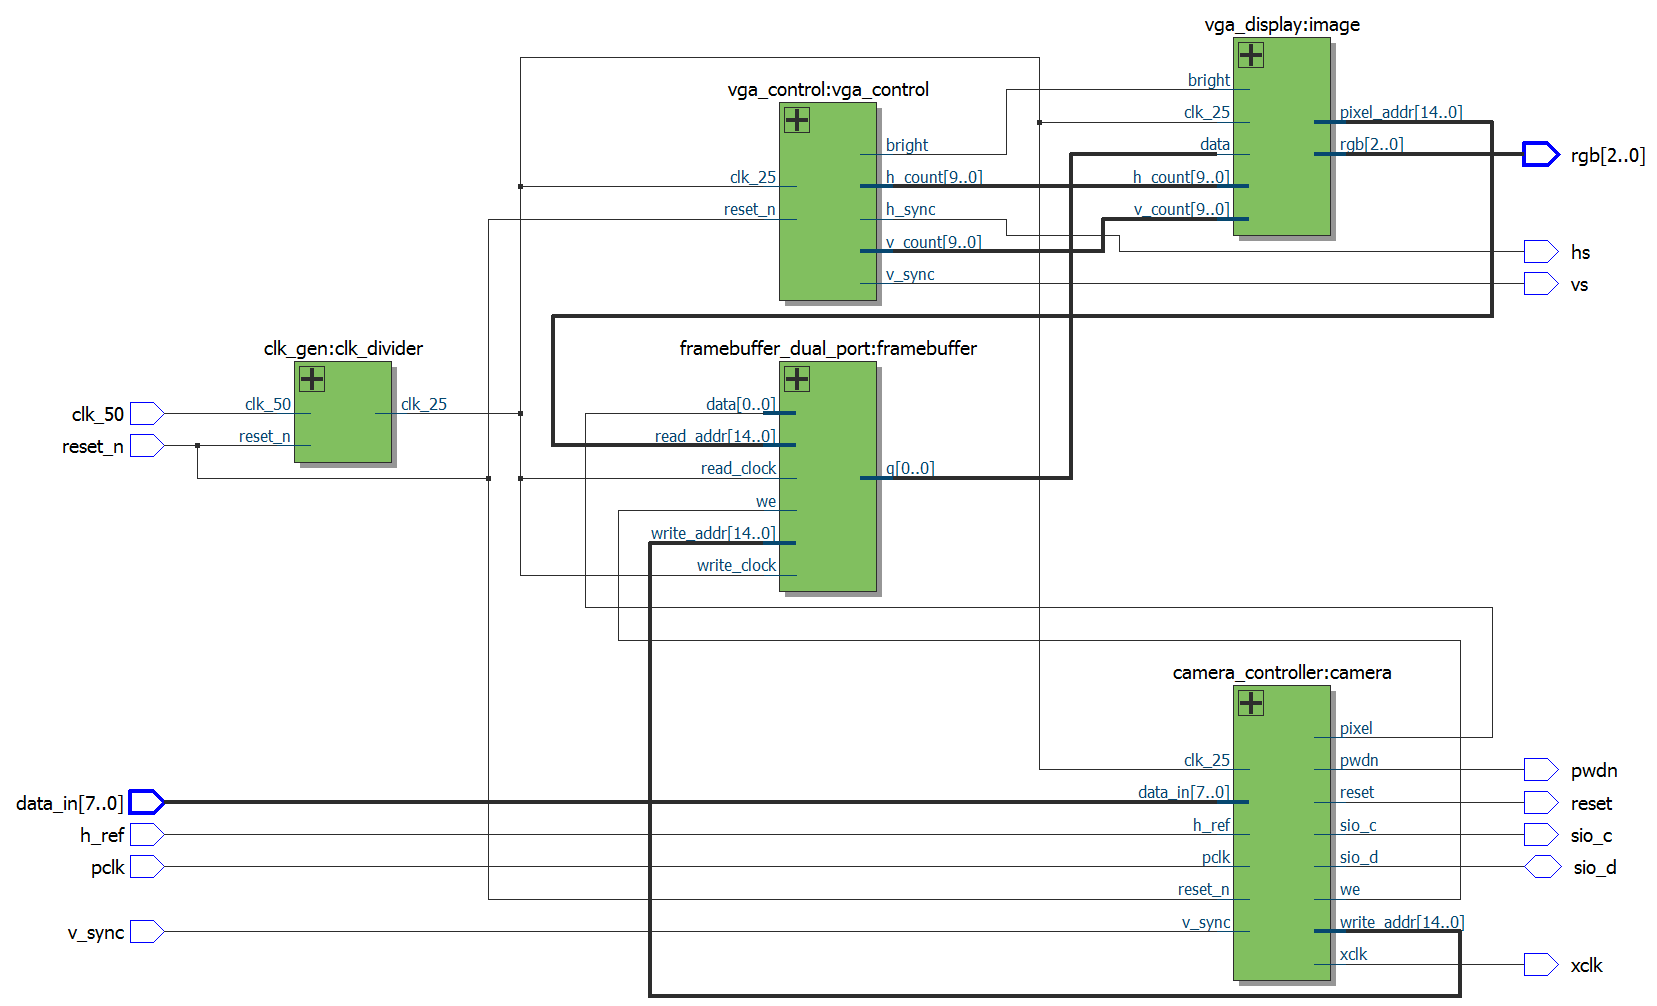 vga_display:image
bright
clk_25
data
h_count[9..0]
v_count[9..0]
pixel_addr[14..0]
rgb[2..0]
rgb[2..0]
vga_control:vga_control
clk_25
reset_n
bright
h_count[9..0]
h_sync
v_count[9..0]
v_sync
hs
vs
clk_gen:clk_divider
clk_50
reset_n
clk_50
reset_n
clk_25
framebuffer_dual_port:framebuffer
data[0..0]
read_addr[14..0]
read_clock
we
write_addr[14..0]
write_clock
q[0..0]
camera_controller:camera
clk_25
data_in[7..0]
h_ref
pclk
reset_n
v_sync
pixel
pwdn
reset
sio_c
sio_d
we
write_addr[14..0]
xclk
data_in[7..0]
h_ref
pclk
v_sync
pwdn
reset
sio_c
sio_d
xclk